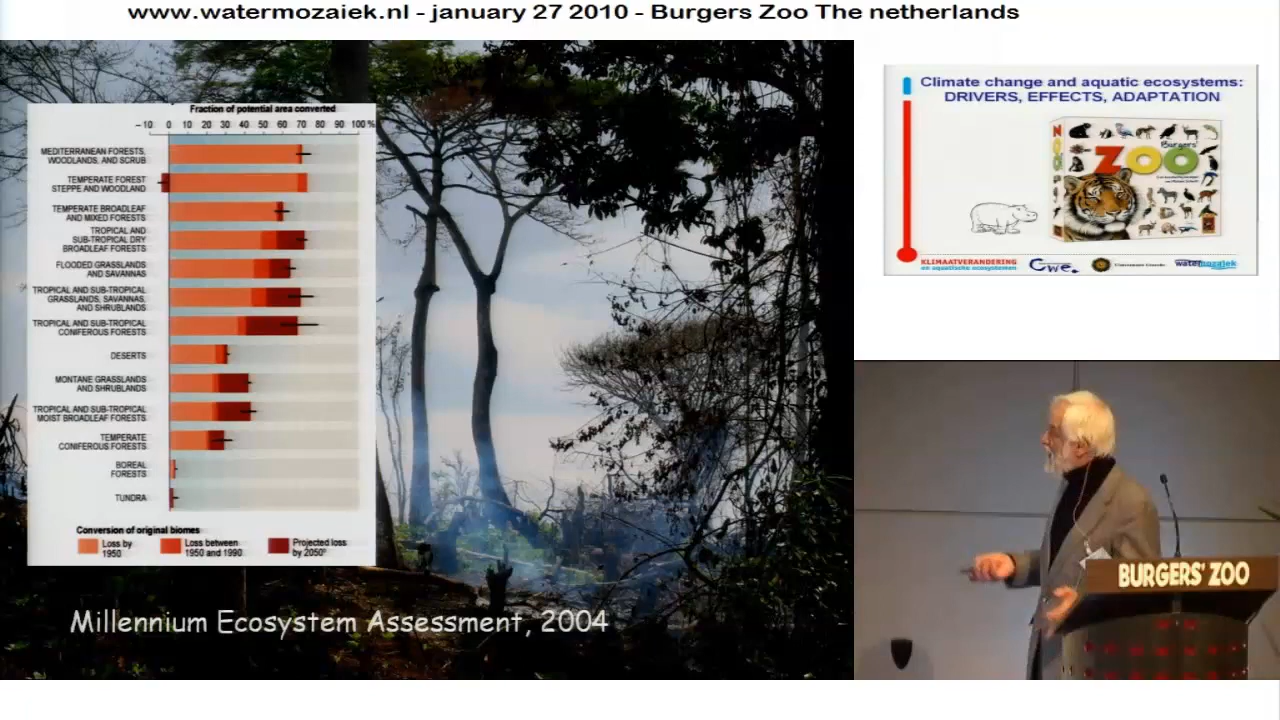 www.watermozaiek.nl - january 27 2010 - Burgers Zoo The netherlands
Fraction of potential area converted
– 10 0 10 20 30 40 50 60 70 80 90 100 %
MEDITERRANEAN FORESTS,
WOODLANDS, AND SCRUB
TEMPERATE FOREST
STEPPE AND WOODLAND
TEMPERATE BROADLEAF
AND MIXED FORESTS
TROPICAL AND
SUB-TROPICAL DRY
BROADLEAF FORESTS
FLOODED GRASSLANDS
AND SAVANNAS
TROPICAL AND SUB-TROPICAL
GRASSLANDS, SAVANNAS,
AND SHRUBLANDS
TROPICAL AND SUB-TROPICAL
CONIFEROUS FORESTS
DESERTS
MONTANE GRASSLANDS
AND SHRUBLANDS
TROPICAL AND SUB-TROPICAL
MOIST BROADLEAF FORESTS
TEMPERATE
CONIFEROUS FORESTS
BOREAL
FORESTS
TUNDRA
Conversion of original biomes
Loss by
1950
Loss between
1950 and 1990
Projected loss
by 2050
Millennium Ecosystem Assessment, 2004
Climate change and aquatic ecosystems:
DRIVERS, EFFECTS, ADAPTATION
Burgers'
ZOO
KLIMAATVERANDERING
en aquatische ecosystemen
Cwe.
watermozaiek
BURGERS' ZOO